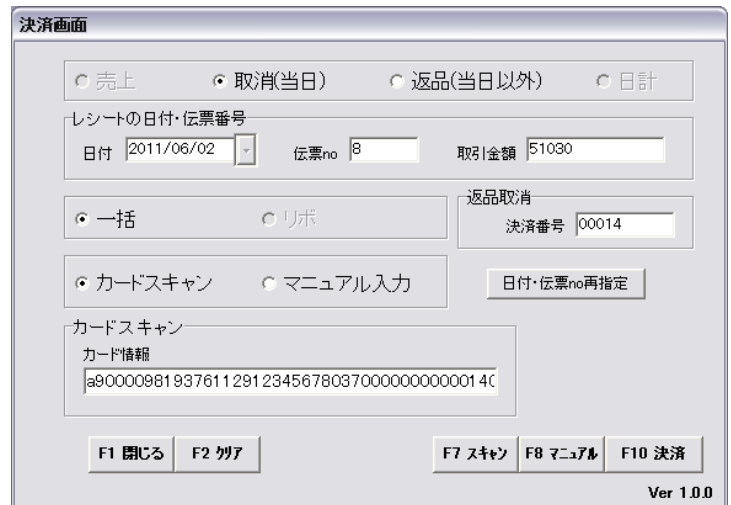 決済画面
売上 取消(当日) 返品(当日以外) 日計
レシートの日付・伝票番号
日付 2011/06/02 伝票no 8 取引金額 51030
一括 リボ
返品取消
決済番号 00014
カードスキャン マニュアル入力
日付・伝票no再指定
カードスキャン
カード情報
F1 閉じる F2 クリア F7 スキャン F8 マニュアル F10 決済
Ver 1.0.0